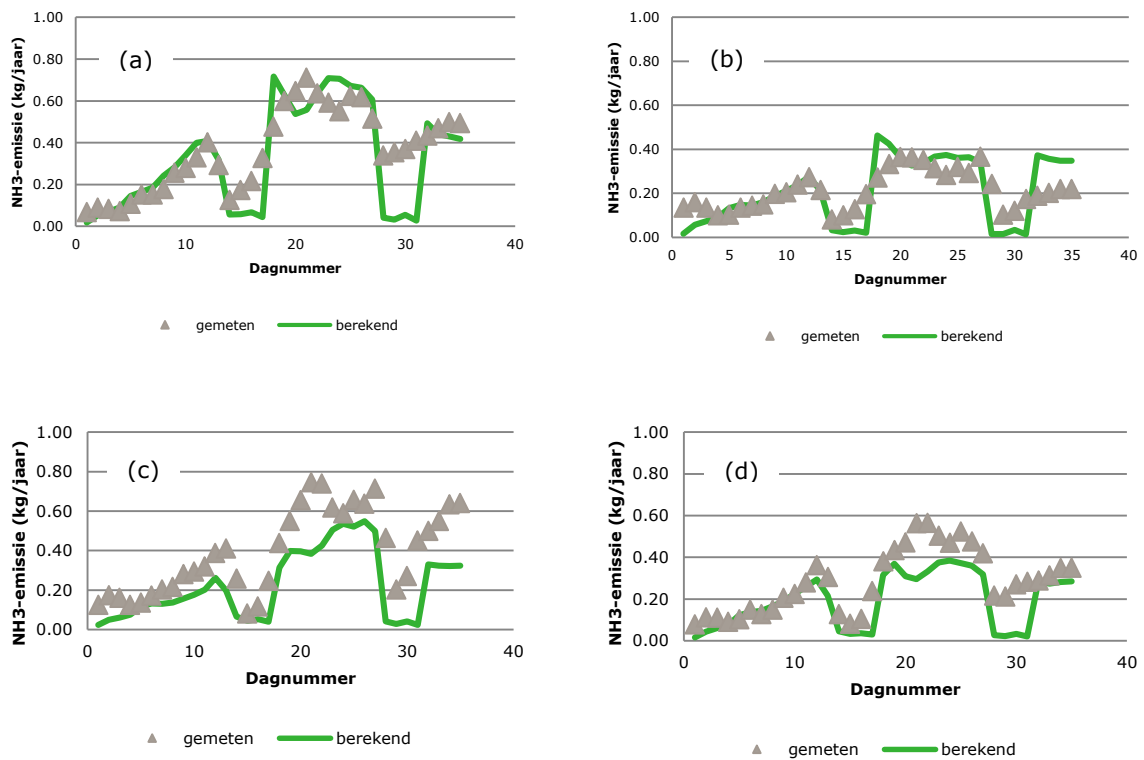 NH3-emissie (kg/jaar)
1.00
0.80
0.60
0.40
0.20
0.00
(a)
0 10 20 30 40
Dagnummer
gemeten berekend
NH3-emissie (kg/jaar)
1.00
0.80
0.60
0.40
0.20
0.00
(b)
0 5 10 15 20 25 30 35 40
Dagnummer
gemeten berekend
NH3-emissie (kg/jaar)
1.00
0.80
0.60
0.40
0.20
0.00
(c)
0 10 20 30 40
Dagnummer
gemeten berekend
NH3-emissie (kg/jaar)
1.00
0.80
0.60
0.40
0.20
0.00
(d)
0 10 20 30 40
Dagnummer
gemeten berekend